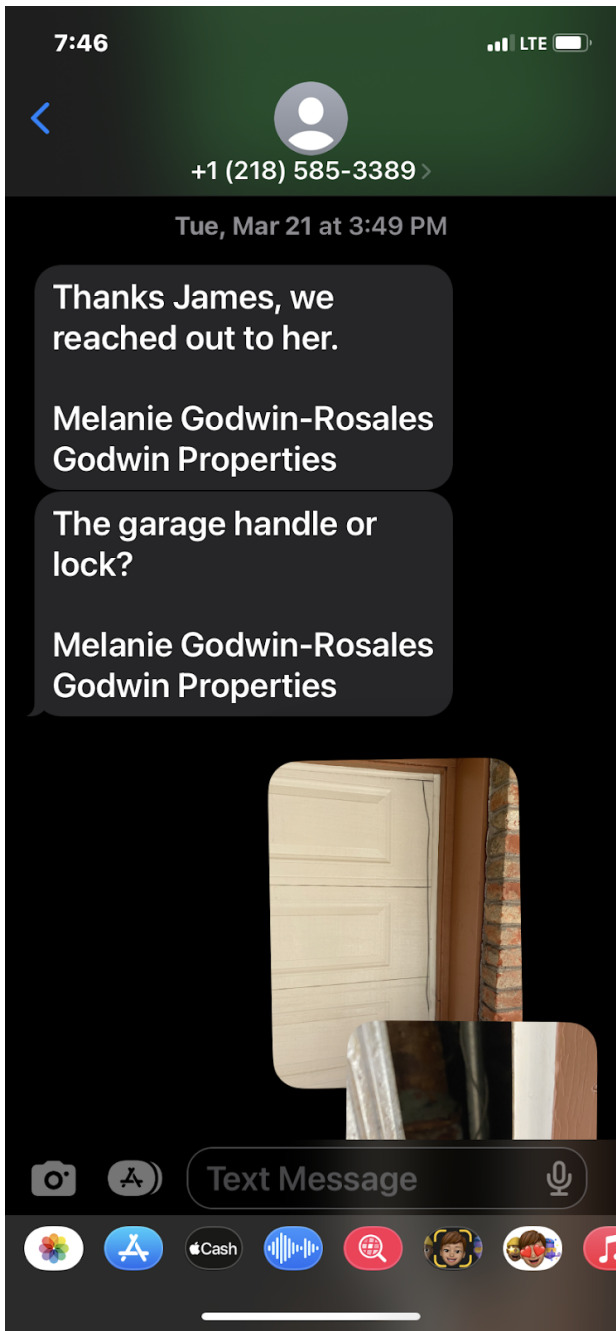 7:46
LTE
+1 (218) 585-3389
Tue, Mar 21 at 3:49 PM
Thanks James, we
reached out to her.
Melanie Godwin-Rosales
Godwin Properties
The garage handle or
lock?
Melanie Godwin-Rosales
Godwin Properties
Text Message
Cash